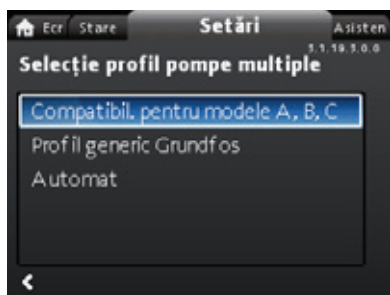 Ecr Stare Setări Asisten
3.1.19.3.0.0
Selecție profil pompe multiple
Compatibil. pentru modele A, B, C
Profil generic Grundfos
Automat